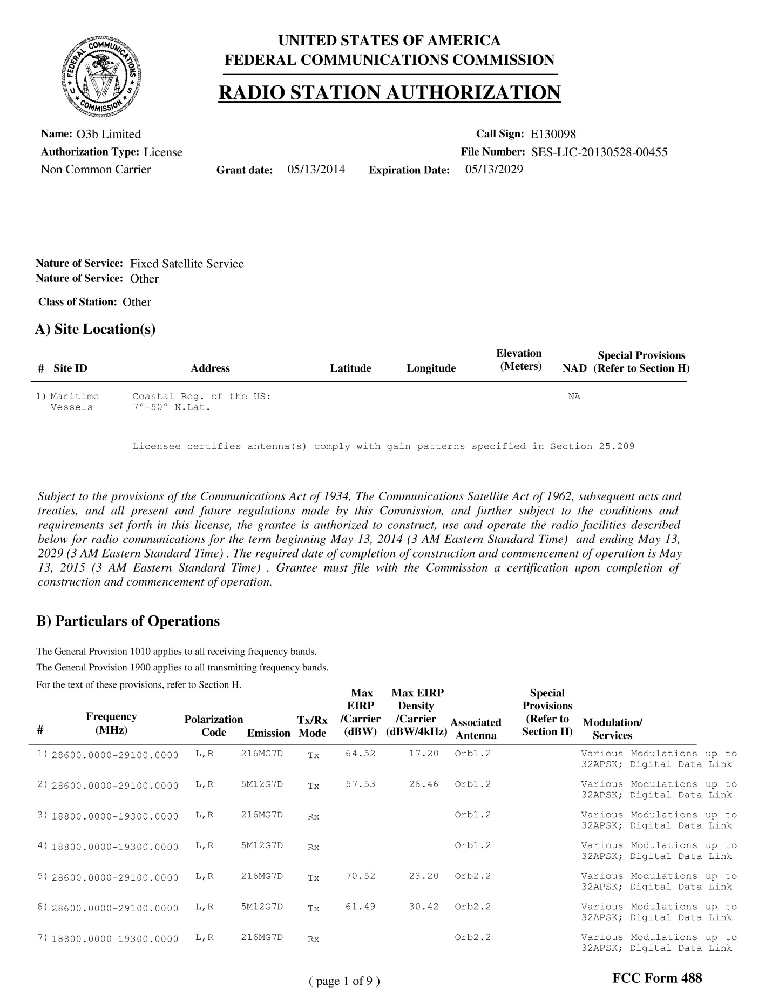 FEDERAL COMMUNICATIONS COMMISSION U S
UNITED STATES OF AMERICA
FEDERAL COMMUNICATIONS COMMISSION
RADIO STATION AUTHORIZATION
Name: O3b Limited Call Sign: E130098
Authorization Type: License File Number: SES-LIC-20130528-00455
Non Common Carrier Grant date: 05/13/2014 Expiration Date: 05/13/2029
Nature of Service: Fixed Satellite Service
Nature of Service: Other
Class of Station: Other
A) Site Location(s)
# Site ID Address Latitude Longitude Elevation (Meters) NAD Special Provisions (Refer to Section H)
1) Maritime Coastal Reg. of the US: NA
Vessels 7°-50° N.Lat.
Licensee certifies antenna(s) comply with gain patterns specified in Section 25.209
Subject to the provisions of the Communications Act of 1934, The Communications Satellite Act of 1962, subsequent acts and
treaties, and all present and future regulations made by this Commission, and further subject to the conditions and
requirements set forth in this license, the grantee is authorized to construct, use and operate the radio facilities described
below for radio communications for the term beginning May 13, 2014 (3 AM Eastern Standard Time) and ending May 13,
2029 (3 AM Eastern Standard Time) . The required date of completion of construction and commencement of operation is May
13, 2015 (3 AM Eastern Standard Time) . Grantee must file with the Commission a certification upon completion of
construction and commencement of operation.
B) Particulars of Operations
The General Provision 1010 applies to all receiving frequency bands.
The General Provision 1900 applies to all transmitting frequency bands.
For the text of these provisions, refer to Section H.
# Frequency (MHz) Polarization Code Emission Tx/Rx Mode Max EIRP /Carrier (dBW) Max EIRP Density /Carrier (dBW/4kHz) Associated Antenna Special Provisions (Refer to Section H) Modulation/ Services
1) 28600.0000-29100.0000 L,R 216MG7D Tx 64.52 17.20 Orb1.2 Various Modulations up to
32APSK; Digital Data Link
2) 28600.0000-29100.0000 L,R 5M12G7D Tx 57.53 26.46 Orb1.2 Various Modulations up to
32APSK; Digital Data Link
3) 18800.0000-19300.0000 L,R 216MG7D Rx Orb1.2 Various Modulations up to
32APSK; Digital Data Link
4) 18800.0000-19300.0000 L,R 5M12G7D Rx Orb1.2 Various Modulations up to
32APSK; Digital Data Link
5) 28600.0000-29100.0000 L,R 216MG7D Tx 70.52 23.20 Orb2.2 Various Modulations up to
32APSK; Digital Data Link
6) 28600.0000-29100.0000 L,R 5M12G7D Tx 61.49 30.42 Orb2.2 Various Modulations up to
32APSK; Digital Data Link
7) 18800.0000-19300.0000 L,R 216MG7D Rx Orb2.2 Various Modulations up to
32APSK; Digital Data Link
( page 1 of 9 ) FCC Form 488